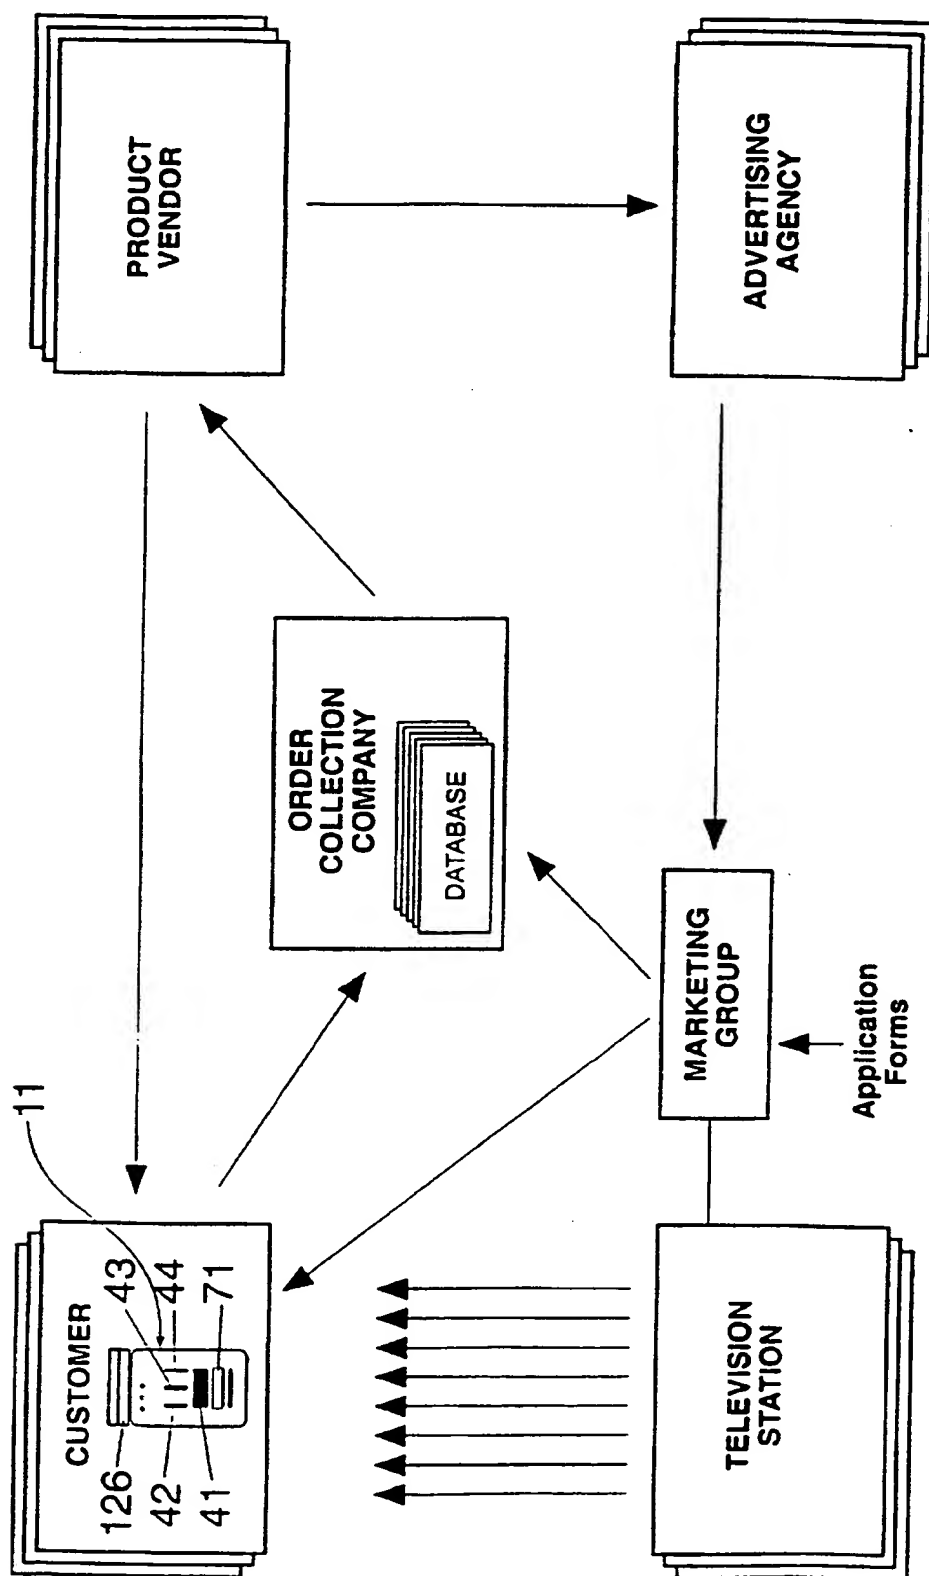 CUSTOMER
126
42
41
43
44
71
11
PRODUCT
VENDOR
ORDER
COLLECTION
COMPANY
DATABASE
TELEVISION
STATION
MARKETING
GROUP
Application
Forms
ADVERTISING
AGENCY